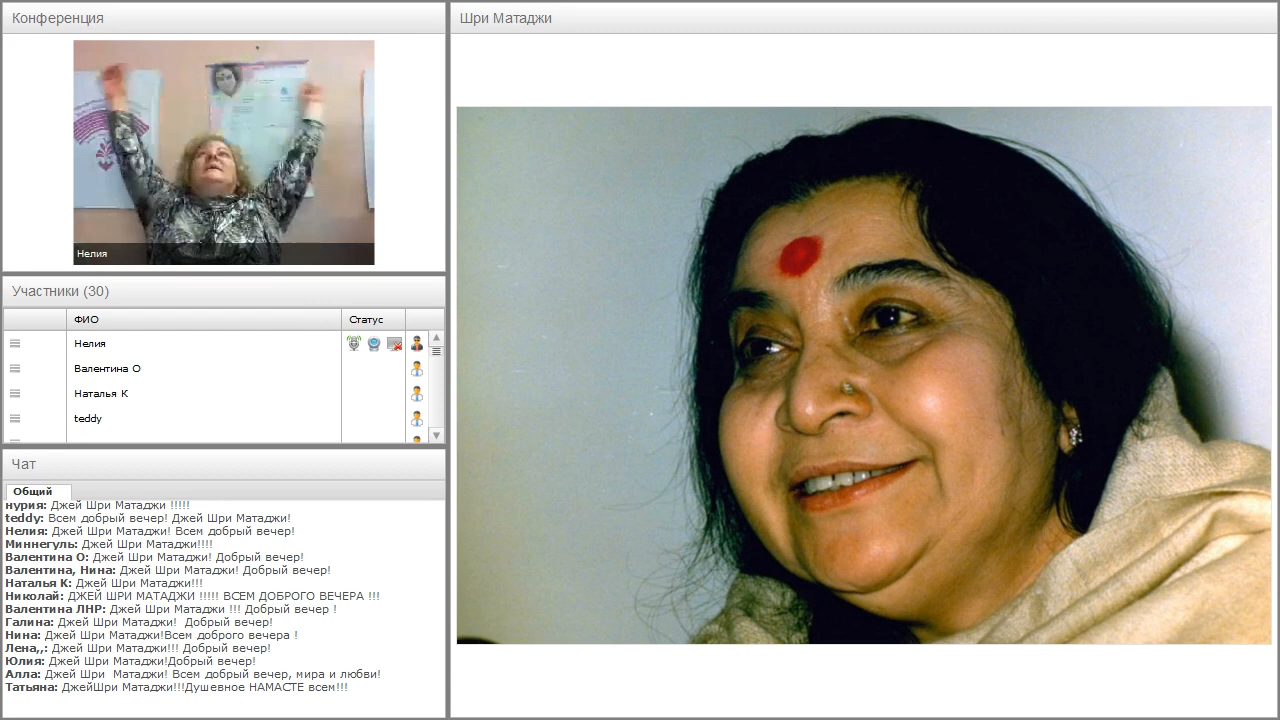 Конференция
Нелия
Участники (30)
ФИО
Статус
Нелия
Валентина О
Наталья К
teddy
Чат
Общий
нурия: Джей Шри Матаджи !!!!!
teddy: Всем добрый вечер! Джей Шри Матаджи!
Нелия: Джей Шри Матаджи! Всем добрый вечер!
Миннегуль: Джей Шри Матаджи!!!!
Валентина О: Джей Шри Матаджи! Добрый вечер!
Валентина, Нина: Джей Шри Матаджи! Добрый вечер!
Наталья К: Джей Шри Матаджи!!!
Николай: ДЖЕЙ ШРИ МАТАДЖИ !!!!! ВСЕМ ДОБРОГО ВЕЧЕРА !!!
Валентина ЛНР: Джей Шри Матаджи !!! Добрый вечер !
Галина: Джей Шри Матаджи!  Добрый вечер!
Нина: Джей Шри Матаджи!Всем доброго вечера !
Лена,,: Джей Шри Матаджи!!! Добрый вечер!
Юлия: Джей Шри Матаджи!Добрый вечер!
Алла: Джей Шри  Матаджи! Всем добрый вечер, мира и любви!
Татьяна: ДжейШри Матаджи!!!Душевное НАМАСТЕ всем!!!
Шри Матаджи